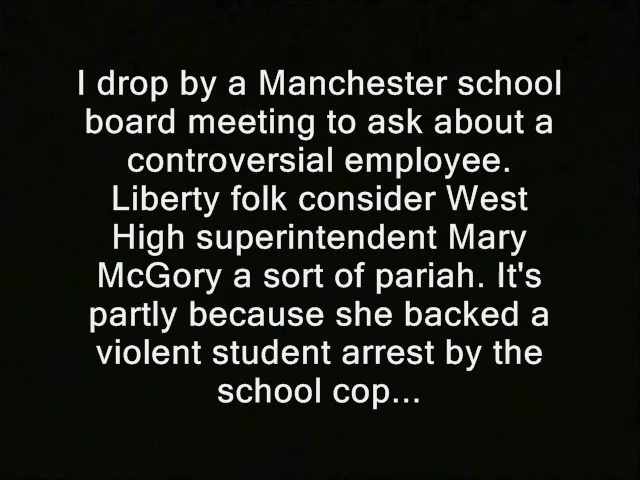 I drop by a Manchester school
board meeting to ask about a
controversial employee.
Liberty folk consider West
High superintendent Mary
McGory a sort of pariah. It's
partly because she backed a
violent student arrest by the
school cop...